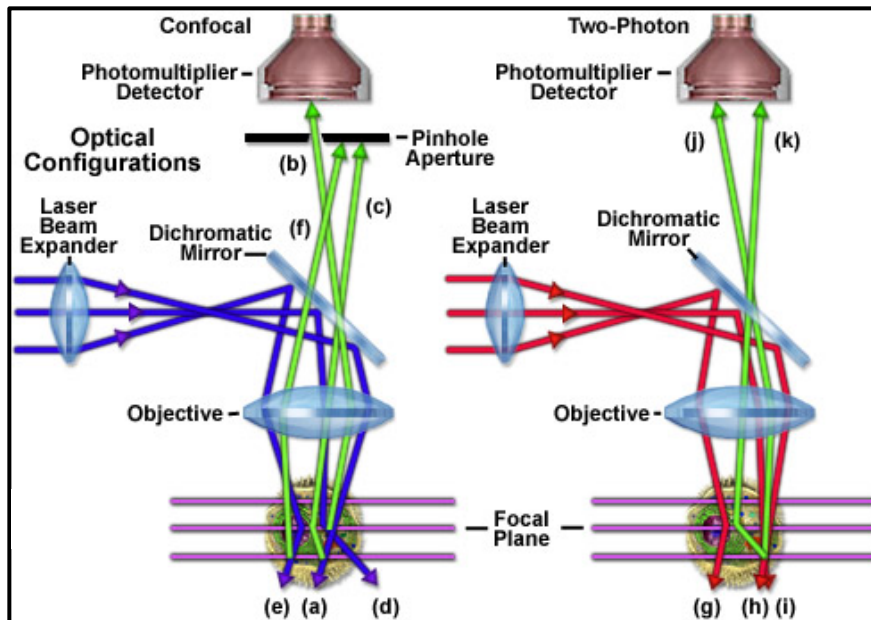 Confocal
Two-Photon
Photomultiplier
Detector
Photomultiplier
Detector
Optical
Configurations
Pinhole
Aperture
(b)
(c)
(f)
(j)
(k)
Laser
Beam
Expander
Dichromatic
Mirror
Laser
Beam
Expander
Dichromatic
Mirror
Objective
Objective
Focal
Plane
(e)
(a)
(d)
(g)
(h)
(i)